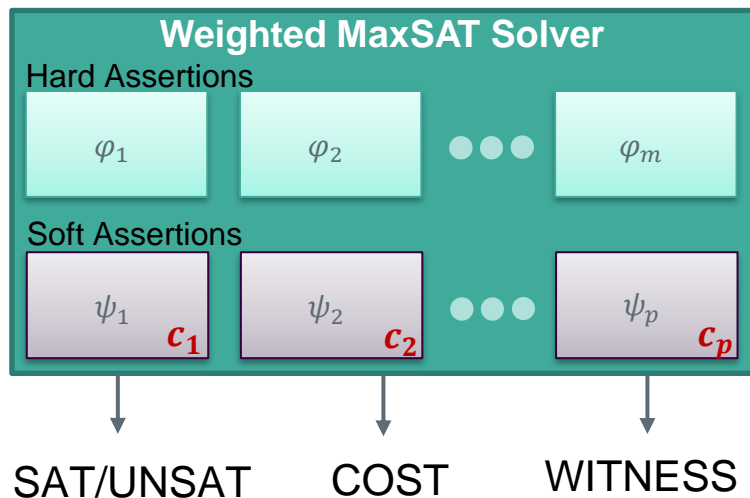 Weighted MaxSAT Solver
Hard Assertions
φ₁ φ₂ φₘ
Soft Assertions
ψ₁ ψ₂ ψₚ
c₁ c₂ cₚ
SAT/UNSAT COST WITNESS